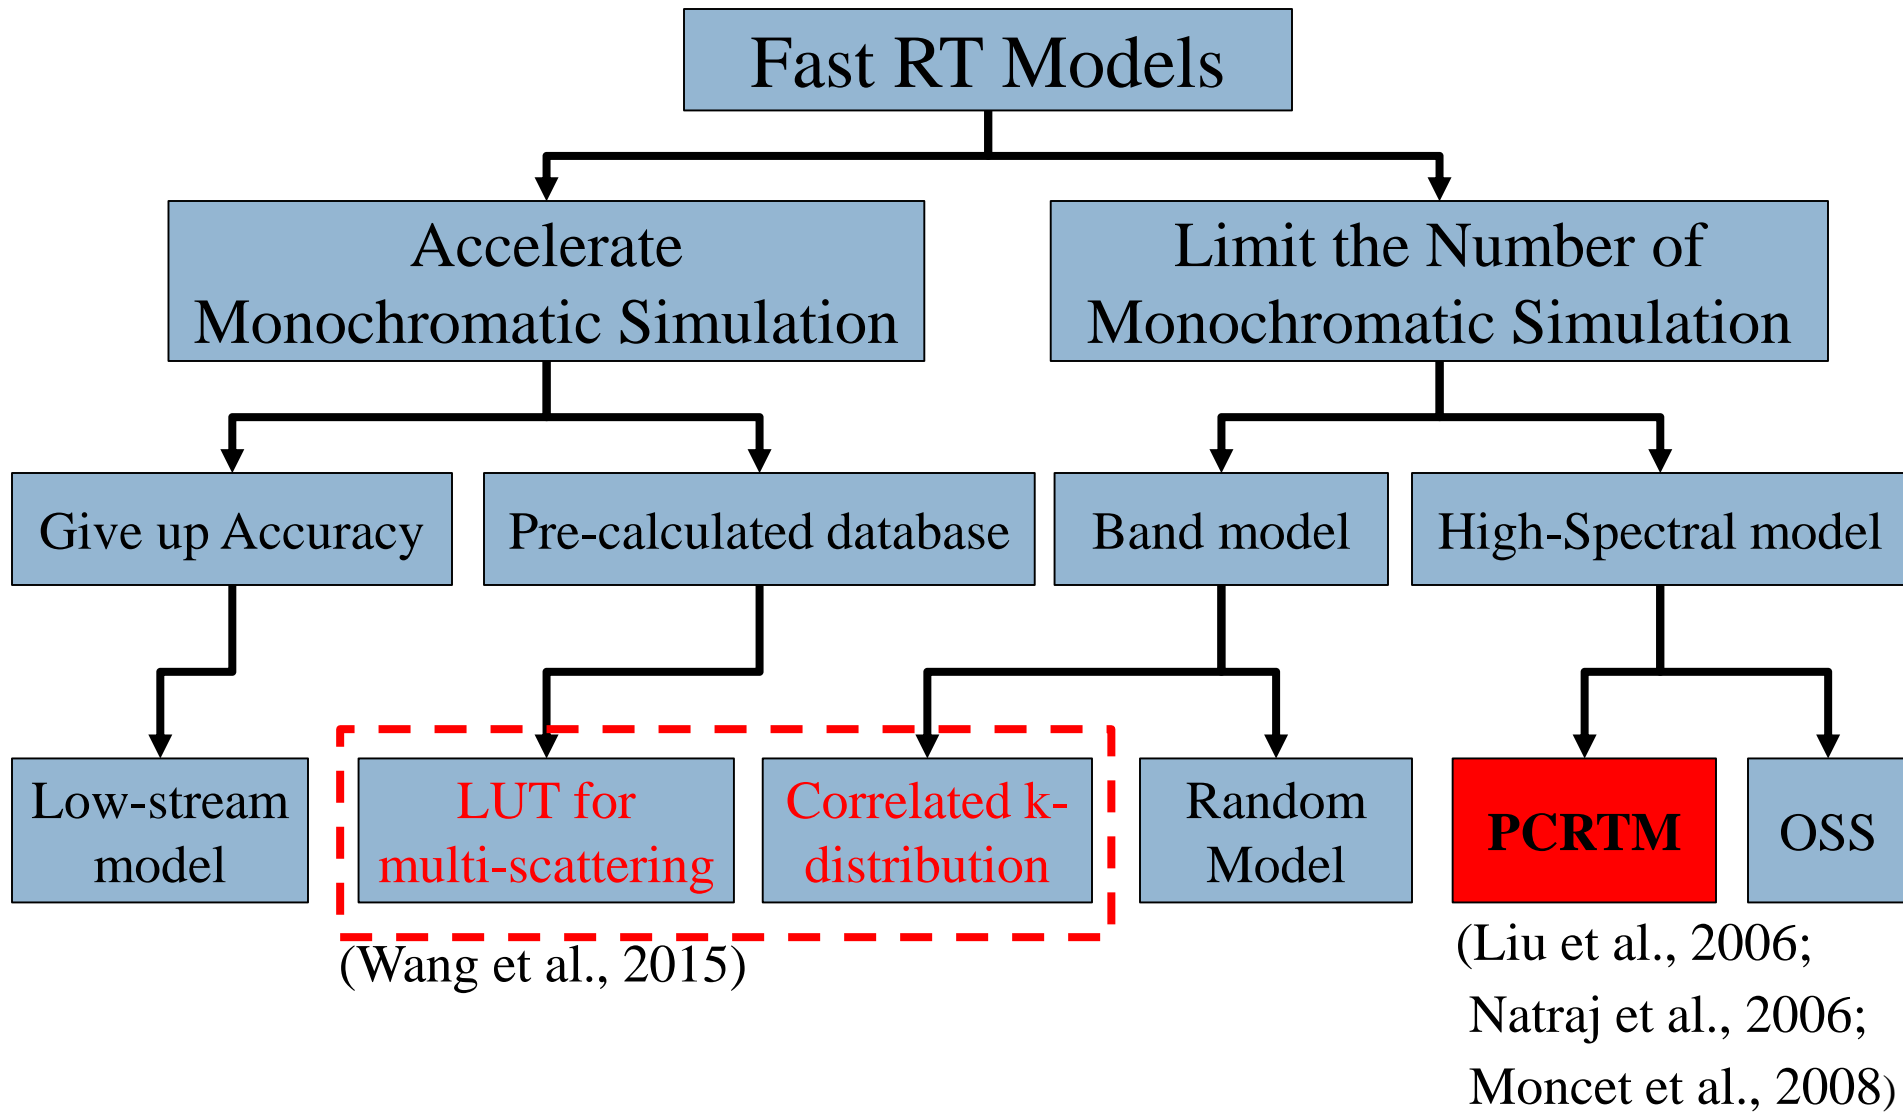 Fast RT Models
Accelerate
Monochromatic Simulation
Limit the Number of
Monochromatic Simulation
Give up Accuracy
Pre-calculated database
Band model
High-Spectral model
Low-stream
model
LUT for
multi-scattering
Correlated k-
distribution
Random
Model
PCRTM
OSS
(Wang et al., 2015)
(Liu et al., 2006;
Natraj et al., 2006;
Moncet et al., 2008)